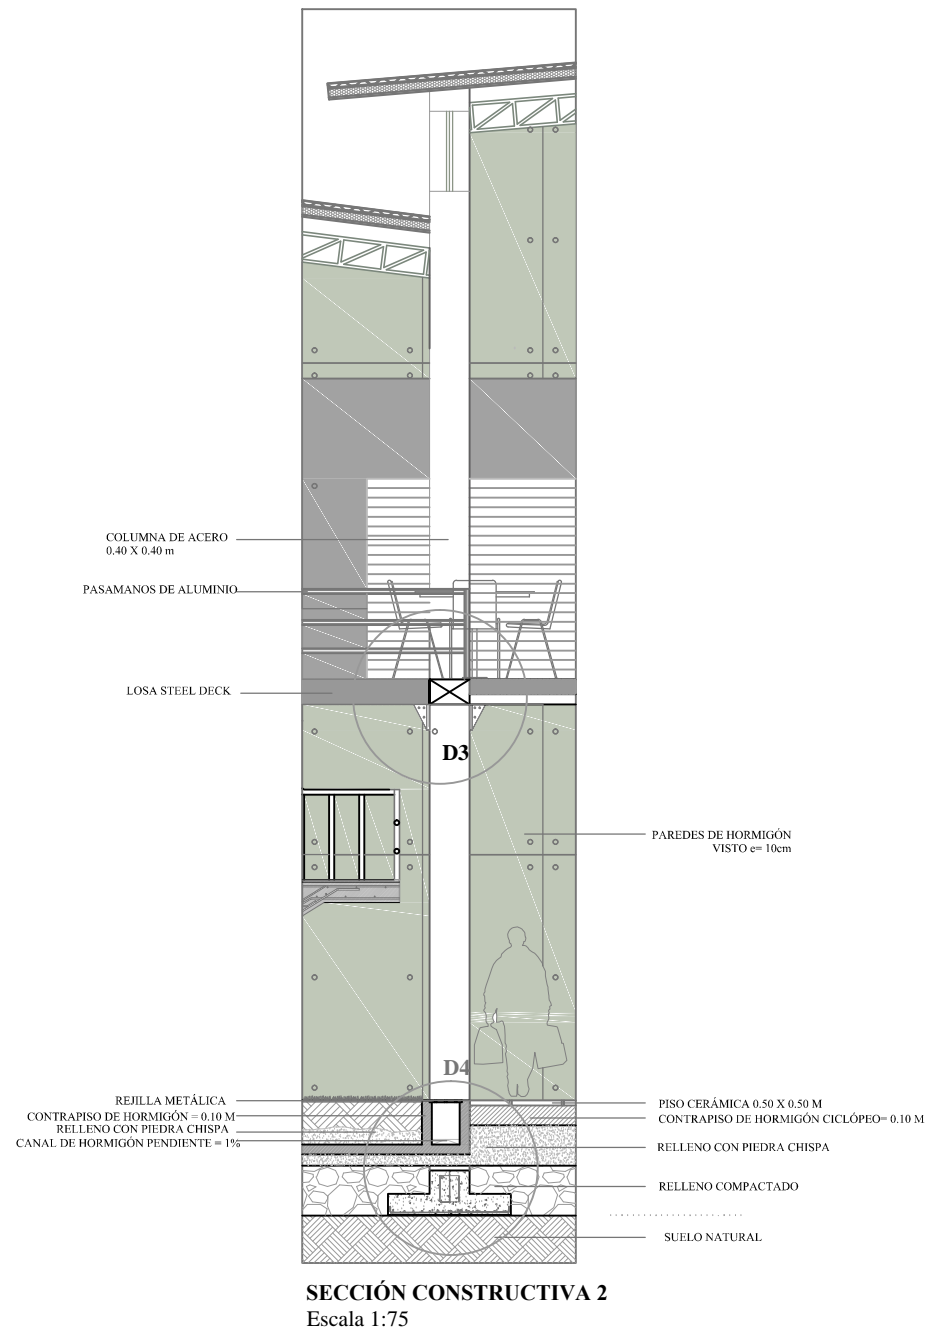 COLUMNA DE ACERO
0.40 X 0.40 m
PASAMANOS DE ALUMINIO
LOSA STEEL DECK
D3
PAREDES DE HORMIGÓN
VISTO e= 10cm
D4
REJILLA METÁLICA
CONTRAPISO DE HORMIGÓN = 0.10 M
RELLENO CON PIEDRA CHISPA
CANAL DE HORMIGÓN PENDIENTE = 1%
PISO CERÁMICA 0.50 X 0.50 M
CONTRAPISO DE HORMIGÓN CICLÓPEO= 0.10 M
RELLENO CON PIEDRA CHISPA
RELLENO COMPACTADO
SUELO NATURAL
SECCIÓN CONSTRUCTIVA 2
Escala 1:75